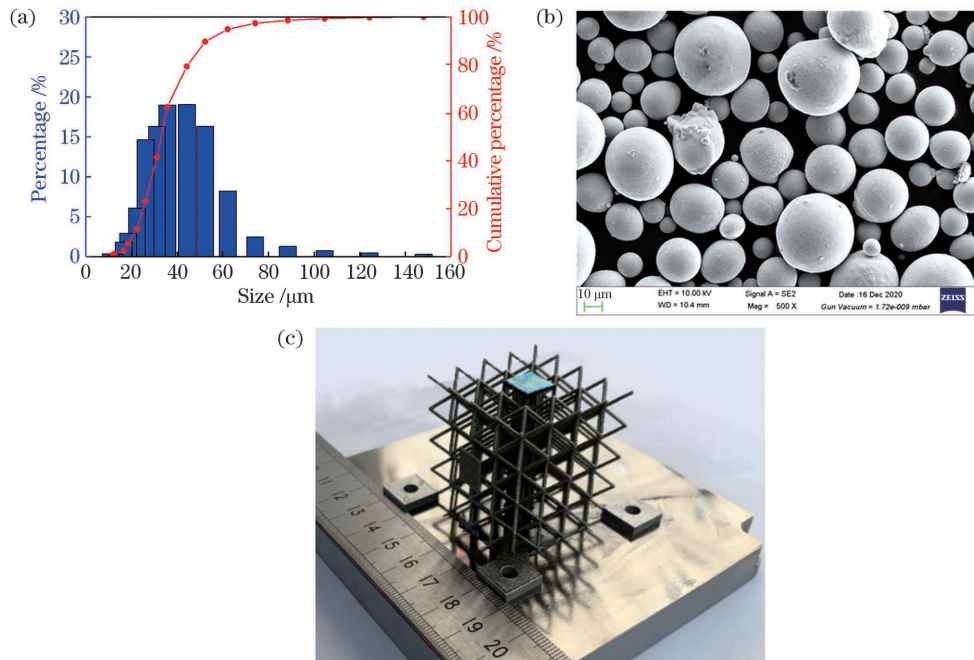 (a)
30
25
20
15
10
5
0
Percentage /%
100
80
60
40
20
0
Cumulative percentage /%
0 20 40 60 80 100 120 140 160
Size /μm
(b)
10 μm
EHT = 10.00 kV Signal A = SE2 Date :16 Dec 2020
WD = 10.4 mm Mag = 500 X Gun Vacuum = 1.72e-009 mbar
ZEISS
(c)
11 12 13 14 15 16 17 18 19 20